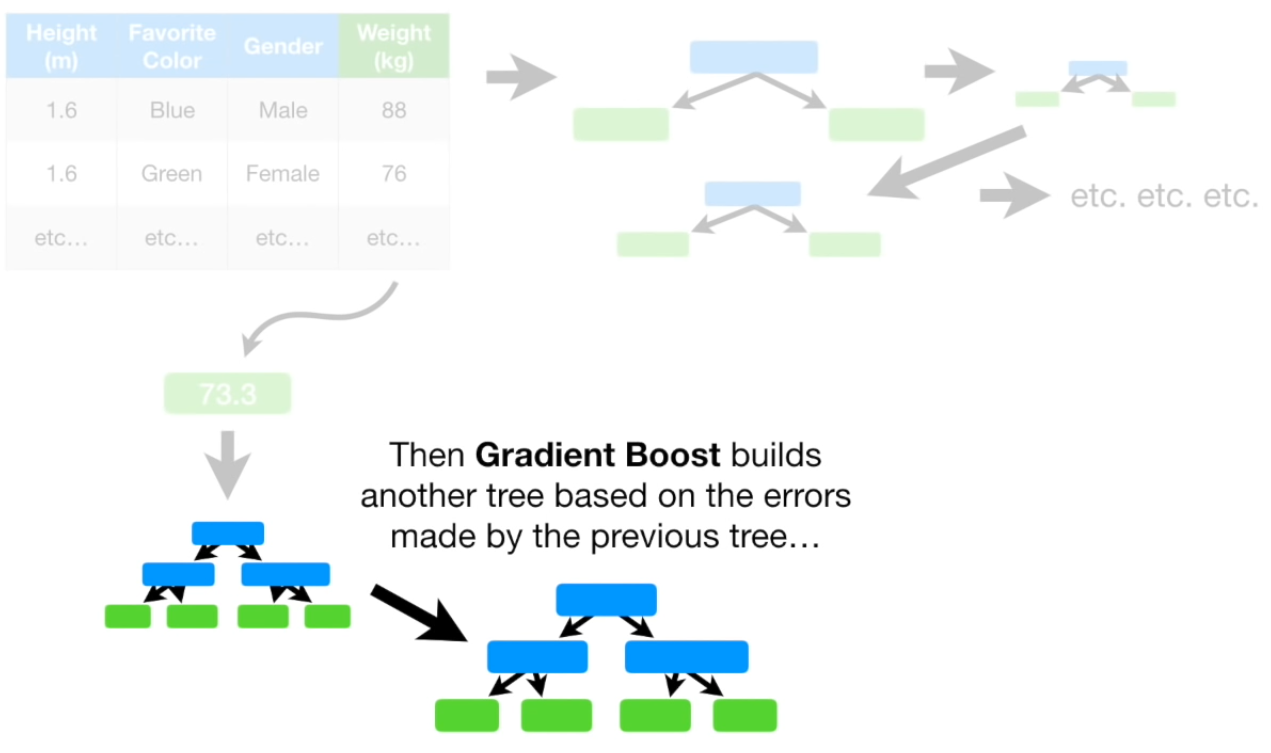 Height (m) Favorite Color Gender Weight (kg)
1.6 Blue Male 88
1.6 Green Female 76
etc… etc… etc… etc…
etc. etc. etc.
73.3
Then Gradient Boost builds
another tree based on the errors
made by the previous tree…